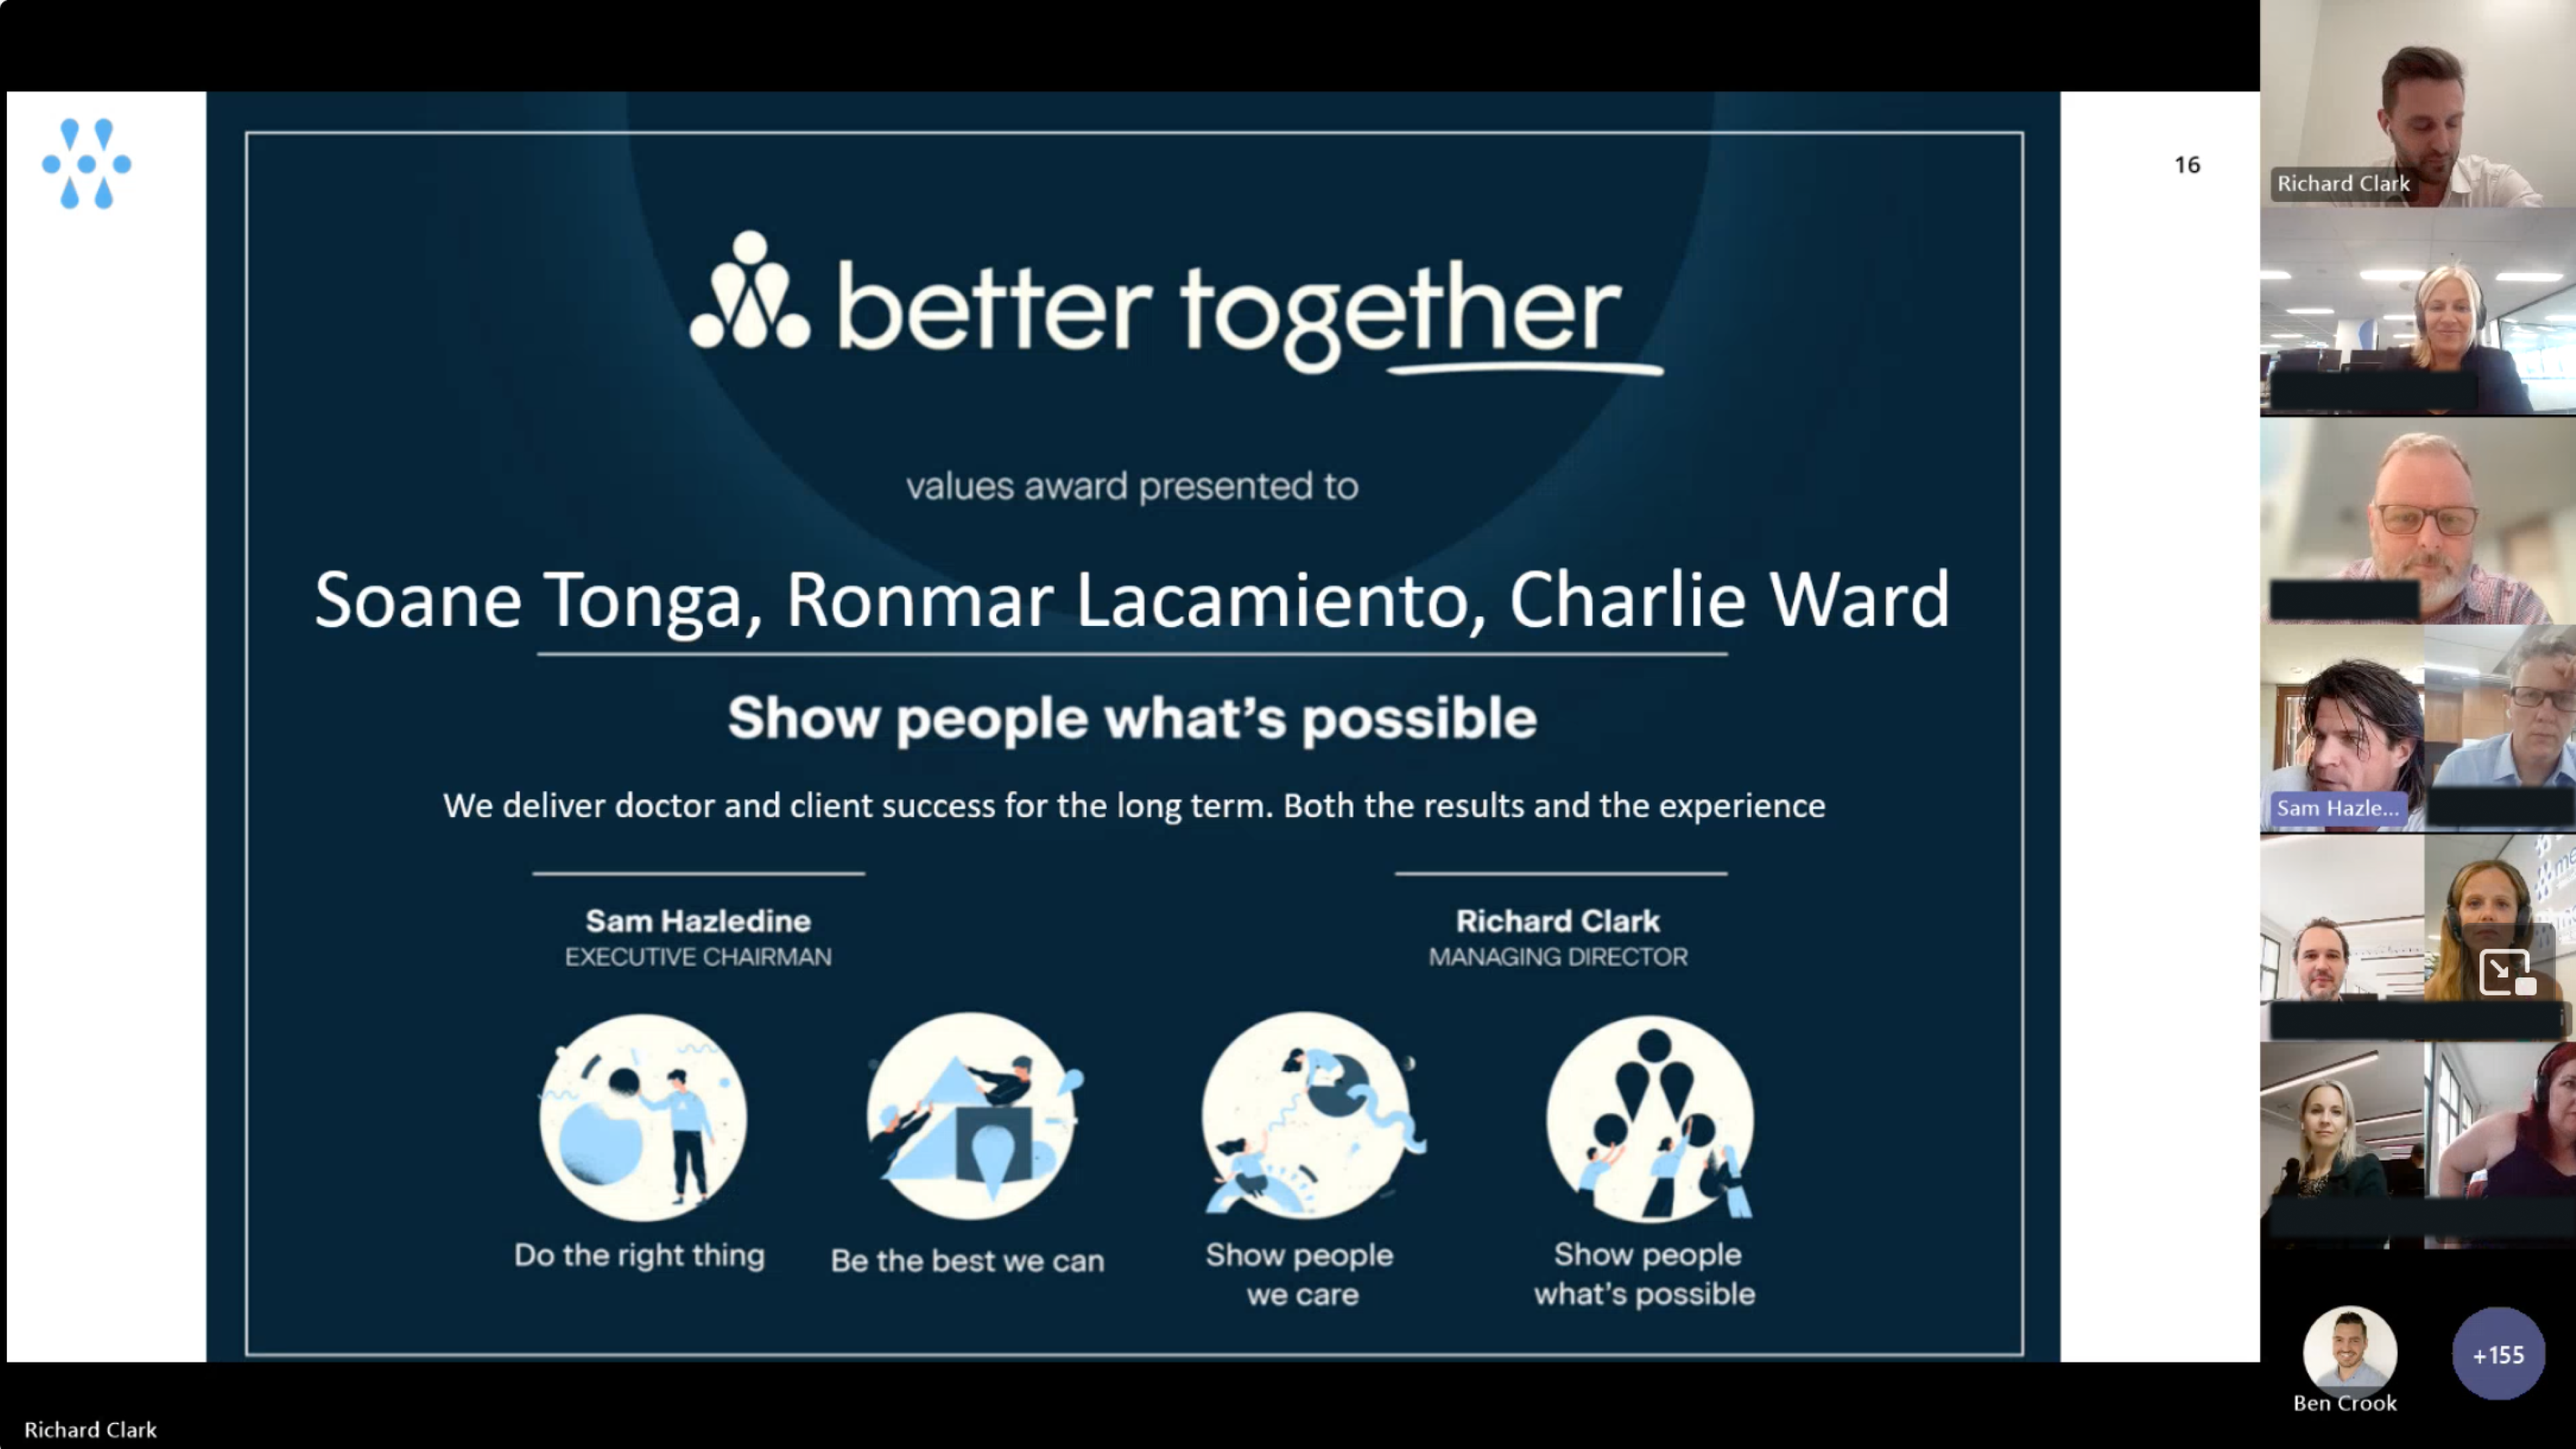 16
better together
values award presented to
Soane Tonga, Ronmar Lacamiento, Charlie Ward
Show people what's possible
We deliver doctor and client success for the long term. Both the results and the experience
Sam Hazledine
EXECUTIVE CHAIRMAN
Richard Clark
MANAGING DIRECTOR
Do the right thing
Be the best we can
Show people
we care
Show people
what's possible
Richard Clark
Richard Clark
Sam Hazle...
Ben Crook
+155